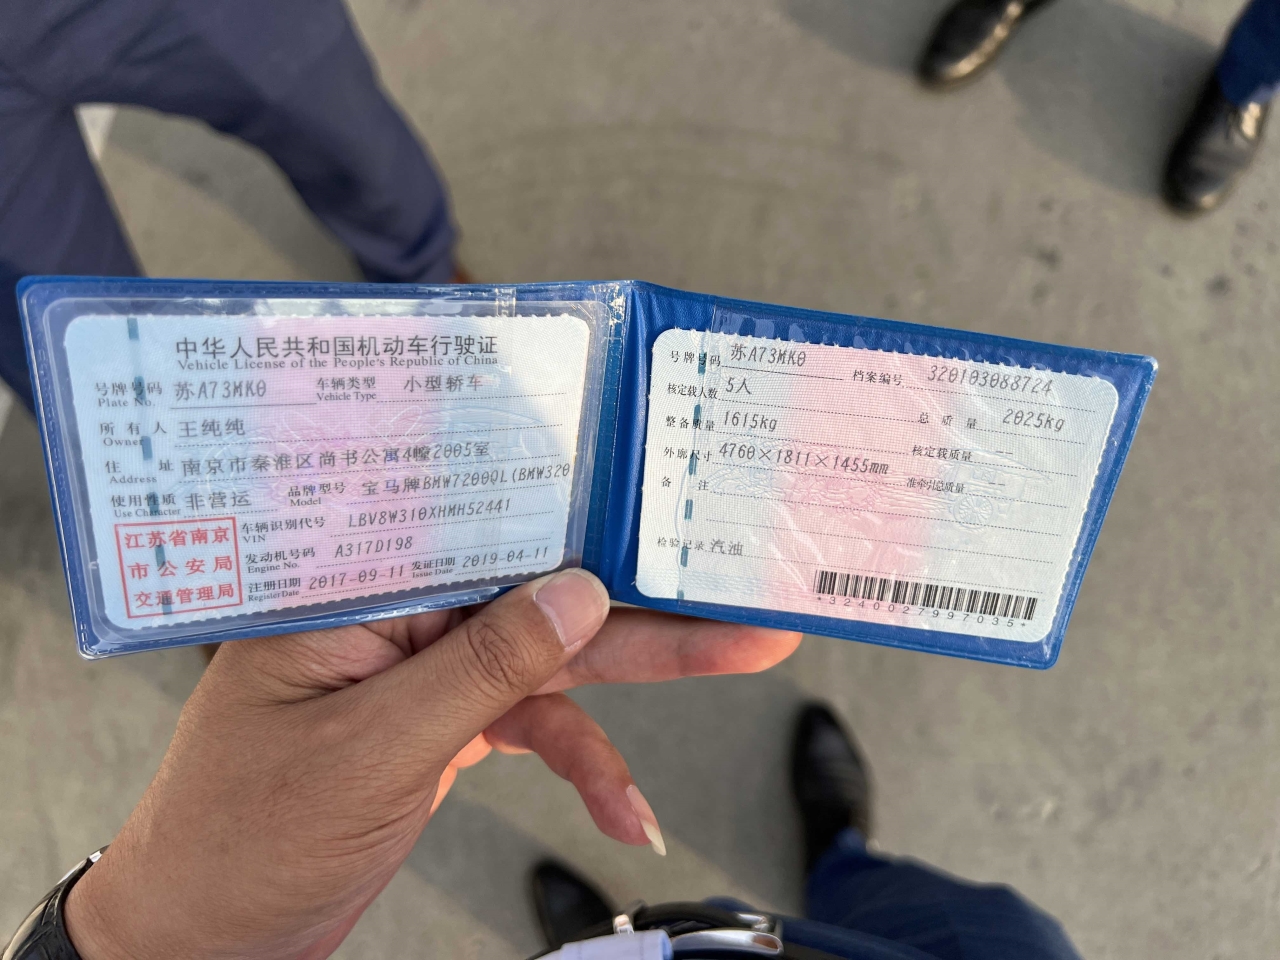 中华人民共和国机动车行驶证
Vehicle License of the People's Republic of China
号牌号码 苏A73MK0 车辆类型 小型轿车
Plate No. Vehicle Type
所有人 王纯纯
Owner
住址 南京市秦淮区尚书公寓4幢2005室
Address
使用性质 非营运 品牌型号 宝马牌BMW7200QL(BMW320
Use Character Model
江苏省南京
市公安局
交通管理局
车辆识别代号 LBV8W310XHMH52441
VIN
发动机号码 A317D198
Engine No.
注册日期 2017-09-11 发证日期 2019-04-11
Register Date Issue Date
号牌号码 苏A73MK0 档案编号 320103088724
核定载人数 5人 总质量 2025kg
整备质量 1615kg 核定载质量 --
外廓尺寸 4760×1811×1455mm 准牵引总质量 --
备注
检验记录 汽油
*3240027997035*